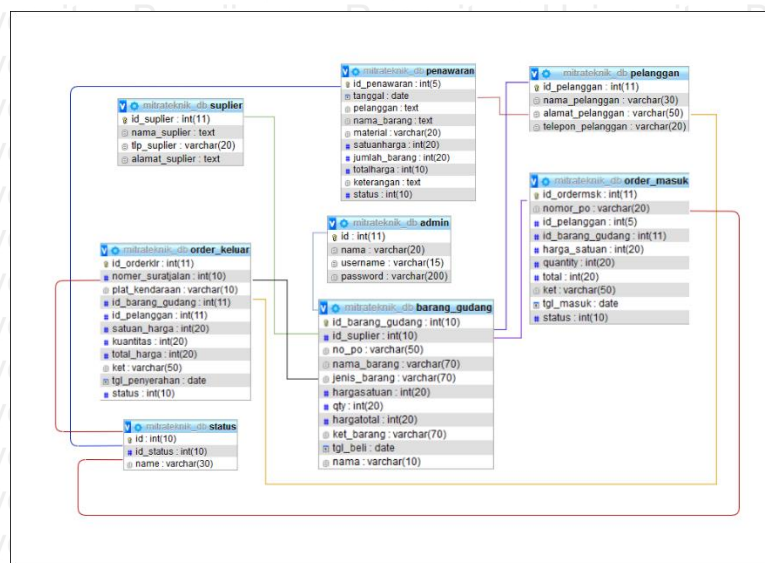 mitrateknik_db suplier
id_suplier : int(11)
nama_suplier : text
tlp_suplier : varchar(20)
alamat_suplier : text
mitrateknik_db penawaran
id_penawaran : int(5)
tanggal : date
pelanggan : text
nama_barang : text
material : varchar(20)
satuanharga : int(20)
jumlah_barang : int(20)
totalharga : int(10)
keterangan : text
status : int(10)
mitrateknik_db pelanggan
id_pelanggan : int(11)
nama_pelanggan : varchar(30)
alamat_pelanggan : varchar(50)
telepon_pelanggan : varchar(20)
mitrateknik_db order_masuk
id_ordermsk : int(11)
nomor_po : varchar(20)
id_pelanggan : int(5)
id_barang_gudang : int(11)
harga_satuan : int(20)
quantity : int(20)
total : int(20)
ket : varchar(50)
tgl_masuk : date
status : int(10)
mitrateknik_db admin
id : int(11)
nama : varchar(20)
username : varchar(15)
password : varchar(200)
mitrateknik_db order_keluar
id_orderklr : int(11)
nomer_suratjalan : int(10)
plat_kendaraan : varchar(10)
id_barang_gudang : int(11)
id_pelanggan : int(11)
satuan_harga : int(20)
kuantitas : int(20)
total_harga : int(20)
ket : varchar(50)
tgl_penyerahan : date
status : int(10)
mitrateknik_db barang_gudang
id_barang_gudang : int(10)
id_suplier : int(10)
no_po : varchar(50)
nama_barang : varchar(70)
jenis_barang : varchar(70)
hargasatuan : int(20)
qty : int(20)
hargatotal : int(20)
ket_barang : varchar(70)
tgl_beli : date
nama : varchar(10)
mitrateknik_db status
id : int(10)
id_status : int(10)
name : varchar(30)